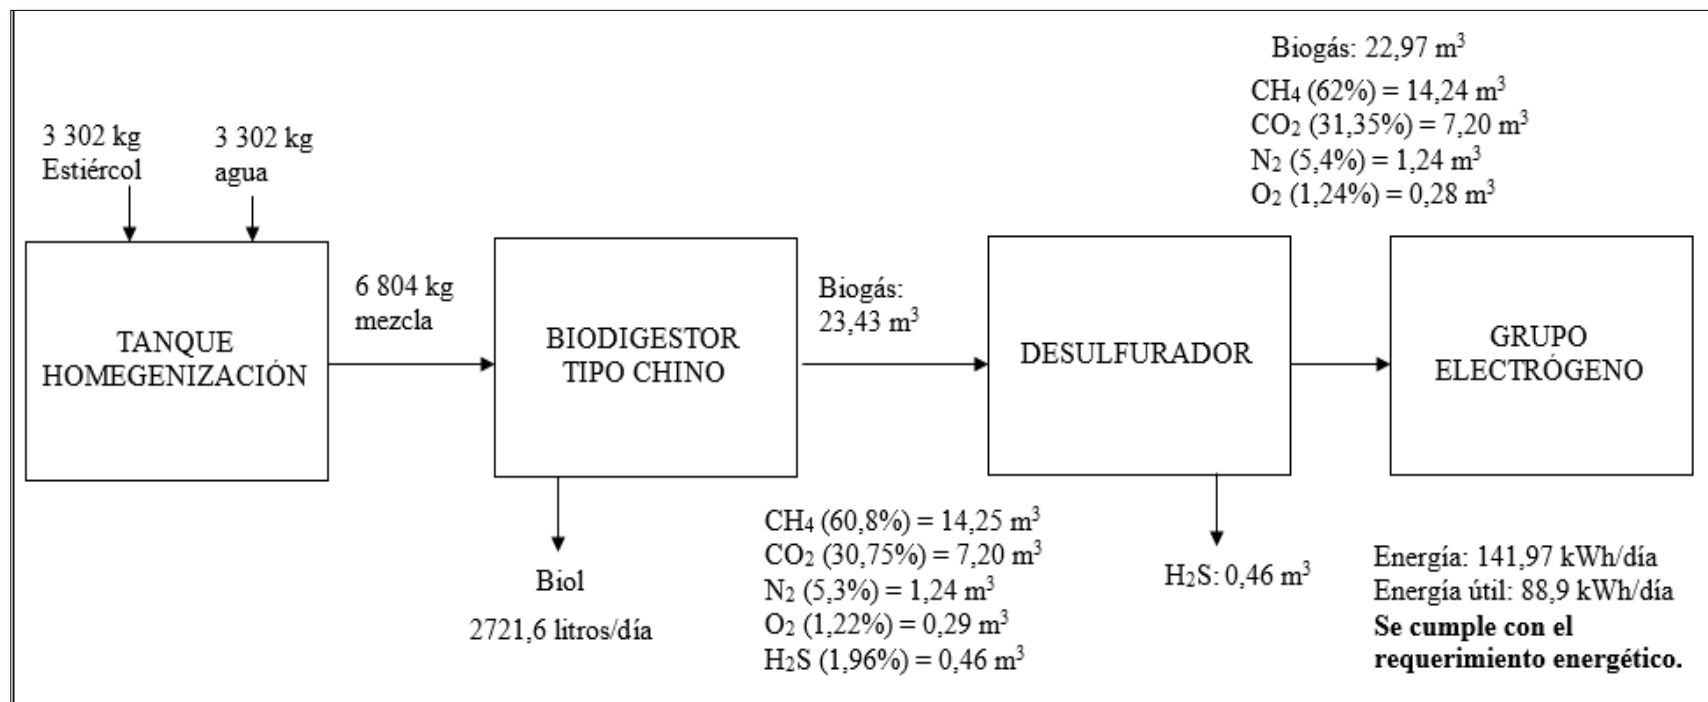 3 302 kg
Estiércol
3 302 kg
agua
TANQUE
HOMEGENIZACIÓN
6 804 kg
mezcla
BIODIGESTOR
TIPO CHINO
Biol
2721,6 litros/día
Biogás:
23,43 m³
CH₄ (60,8%) = 14,25 m³
CO₂ (30,75%) = 7,20 m³
N₂ (5,3%) = 1,24 m³
O₂ (1,22%) = 0,29 m³
H₂S (1,96%) = 0,46 m³
DESULFURADOR
H₂S: 0,46 m³
Biogás: 22,97 m³
CH₄ (62%) = 14,24 m³
CO₂ (31,35%) = 7,20 m³
N₂ (5,4%) = 1,24 m³
O₂ (1,24%) = 0,28 m³
GRUPO
ELECTRÓGENO
Energía: 141,97 kWh/día
Energía útil: 88,9 kWh/día
Se cumple con el
requerimiento energético.